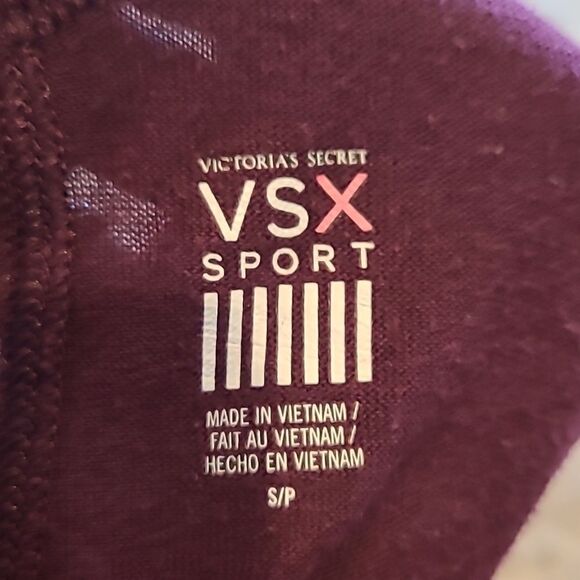 VICTORIA'S SECRET
VSX
SPORT
MADE IN VIETNAM /
FAIT AU VIETNAM /
HECHO EN VIETNAM
S/P